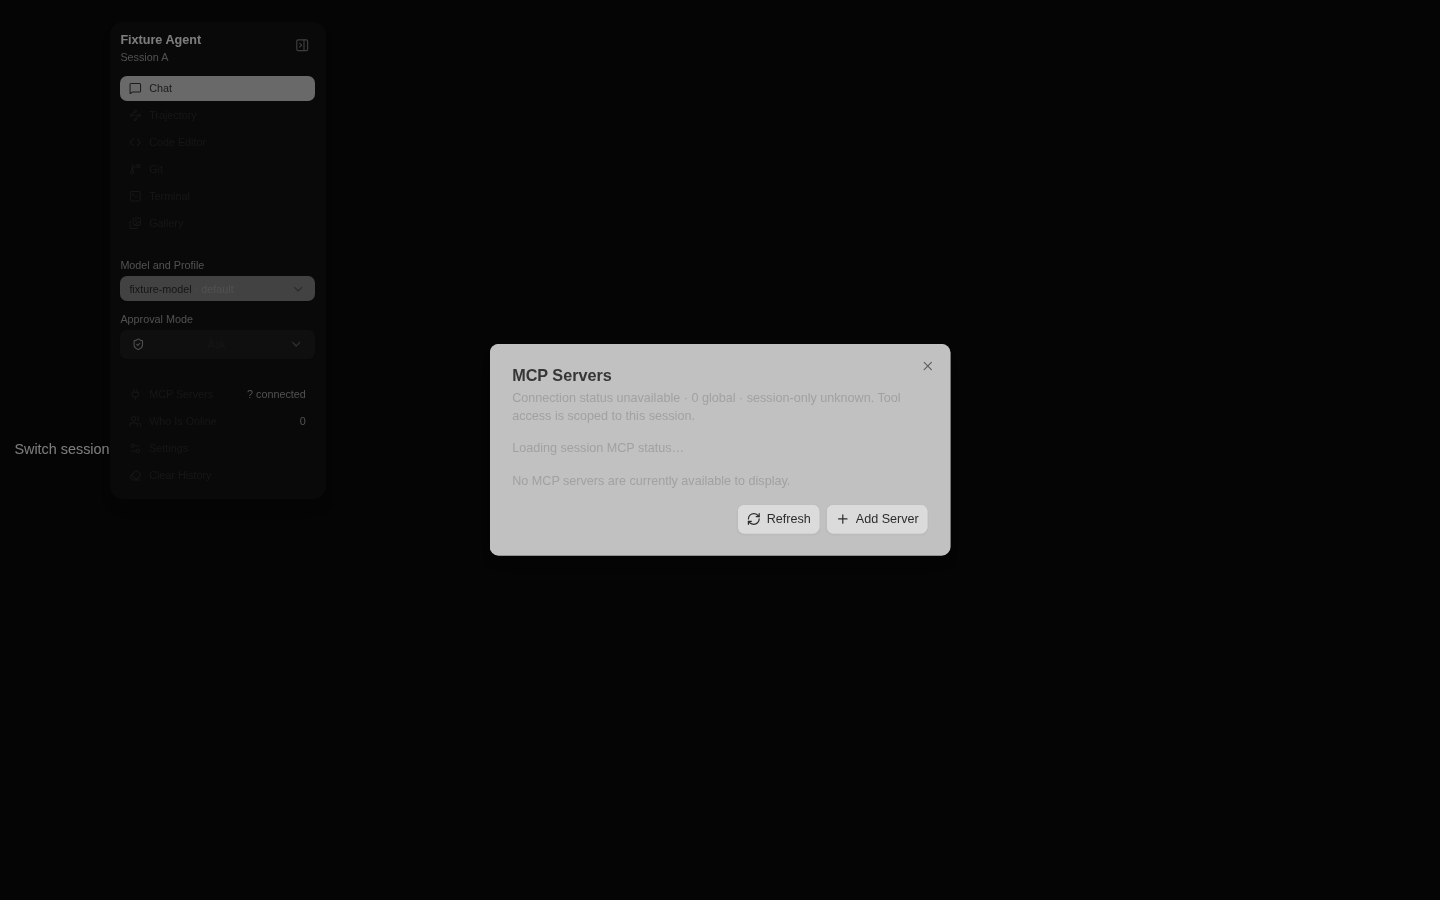 Fixture Agent
Session A
Chat
Trajectory
Code Editor
Git
Terminal
Gallery
Model and Profile
fixture-model default
Approval Mode
MCP Servers ? connected
Who is Online 0
Settings
Clear History
Switch session
MCP Servers
Connection status unavailable · 0 global · session-only unknown. Tool
access is scoped to this session.
Loading session MCP status…
No MCP servers are currently available to display.
Refresh
Add Server